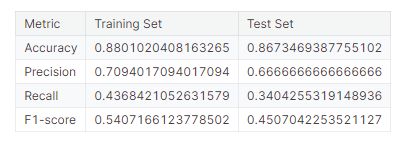 Metric Training Set Test Set
Accuracy 0.8801020408163265 0.8673469387755102
Precision 0.7094017094017094 0.6666666666666666
Recall 0.4368421052631579 0.3404255319148936
F1-score 0.5407166123778502 0.4507042253521127